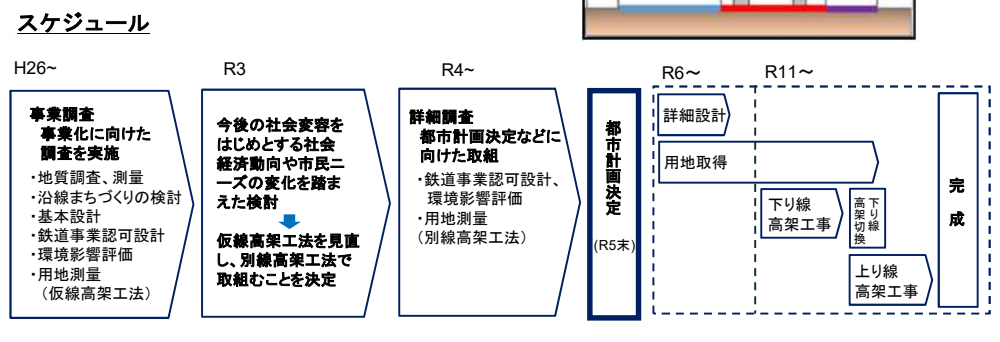 スケジュール
H26~
事業調査
事業化に向けた
調査を実施
・地質調査、測量
・沿線まちづくりの検討
・基本設計
・鉄道事業認可設計
・環境影響評価
・用地測量
（仮線高架工法）
R3
今後の社会変容を
はじめとする社会
経済動向や市民ニ
ーズの変化を踏ま
えた検討
仮線高架工法を見直
し、別線高架工法で
取組むことを決定
R4~
詳細調査
都市計画決定などに
向けた取組
・鉄道事業認可設計、
環境影響評価
・用地測量
（別線高架工法）
都市計画決定
(R5末)
R6～
R11～
詳細設計
用地取得
下り線
高架工事
下り線
高架切換
上り線
高架工事
完成